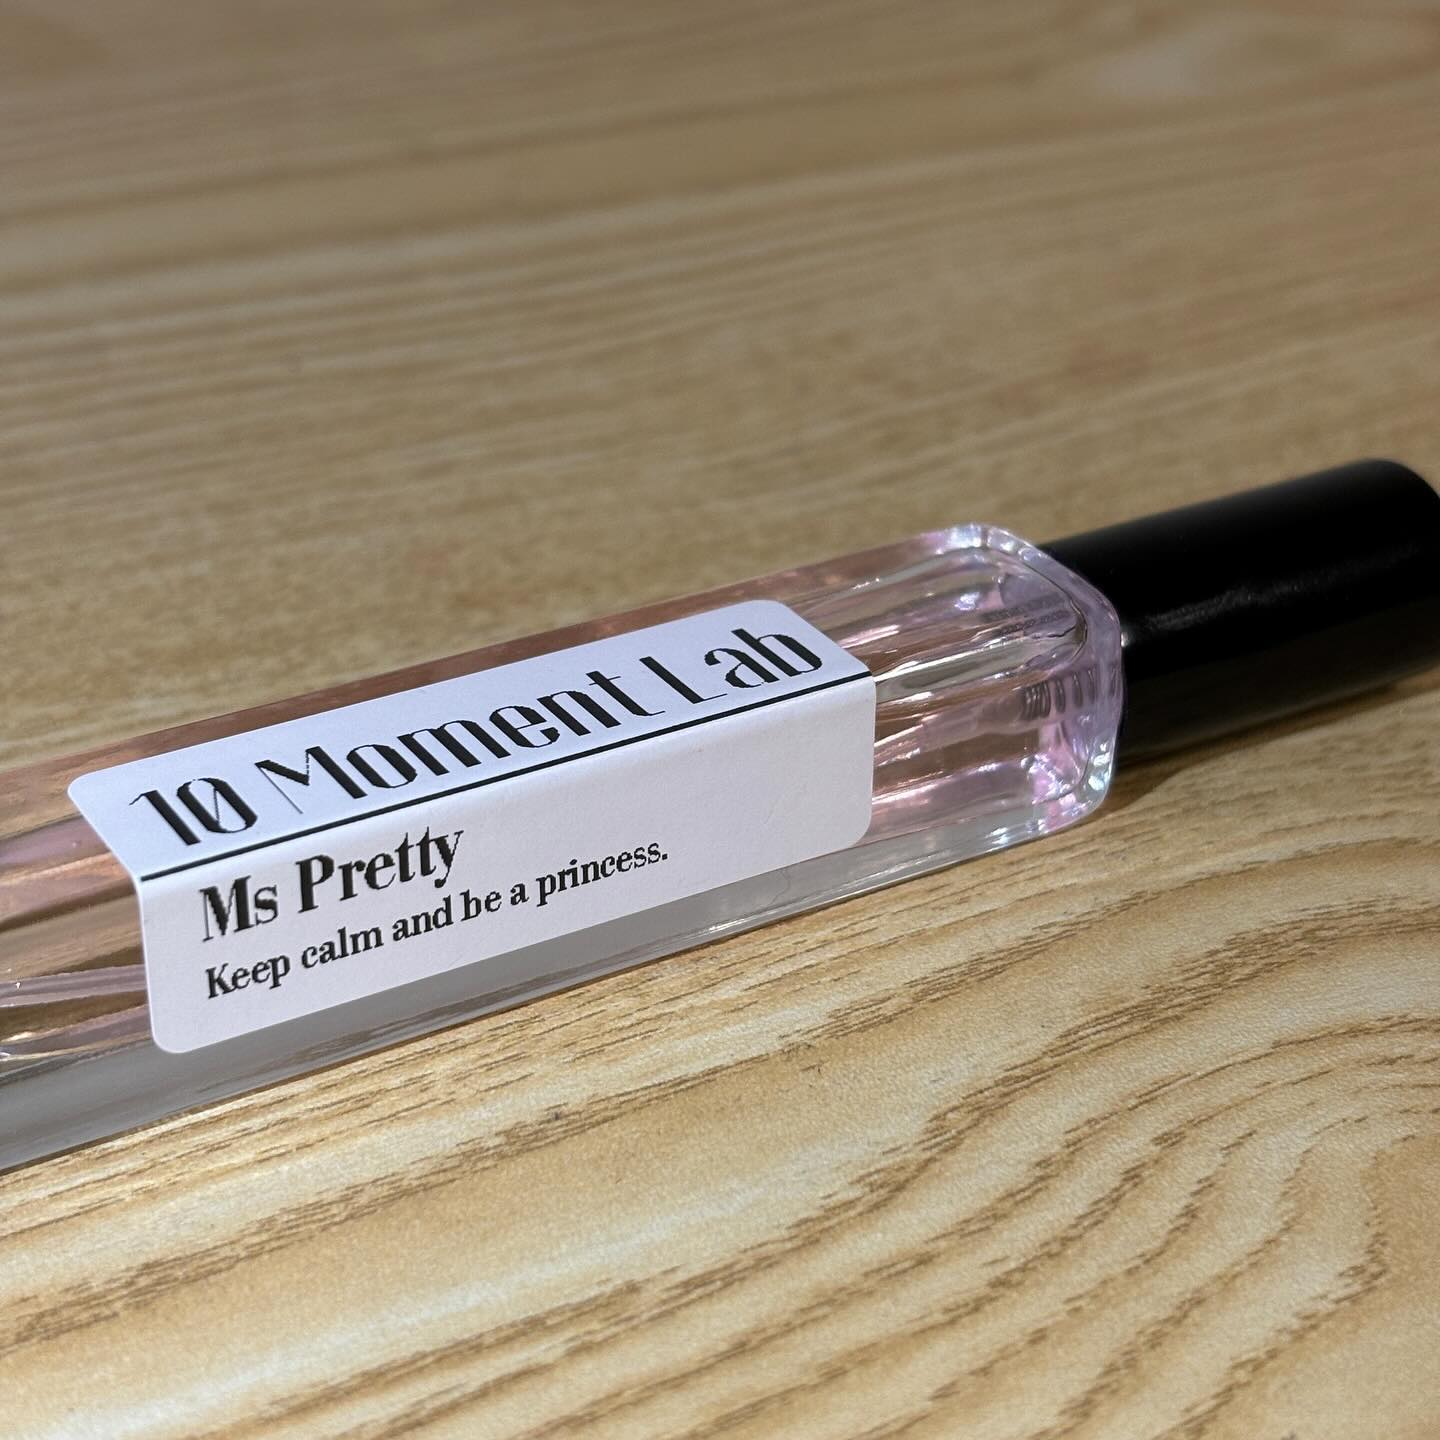 10 Moment Lab
Ms Pretty
Keep calm and be a princess.